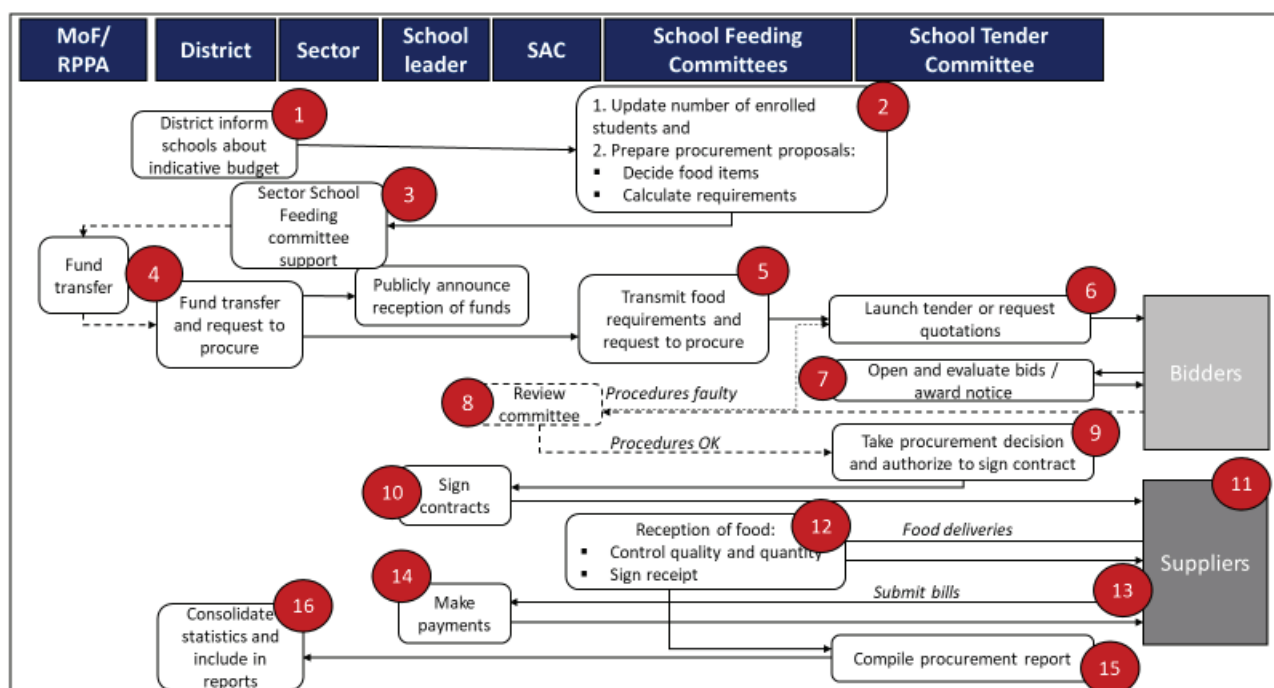 MoF/
RPPA
District
Sector
School
leader
SAC
School Feeding
Committees
School Tender
Committee
1
District inform
schools about
indicative budget
2
1. Update number of enrolled
students and
2. Prepare procurement proposals:
▪ Decide food items
▪ Calculate requirements
3
Sector School
Feeding
committee
support
Fund
transfer
4
Fund transfer
and request to
procure
Publicly announce
reception of funds
5
Transmit food
requirements and
request to procure
6
Launch tender or request
quotations
7
Open and evaluate bids /
award notice
Bidders
8
Review
committee
Procedures faulty
Procedures OK
9
Take procurement decision
and authorize to sign contract
10
Sign
contracts
11
Suppliers
12
Reception of food:
▪ Control quality and quantity
▪ Sign receipt
Food deliveries
13
Submit bills
14
Make
payments
15
Compile procurement report
16
Consolidate
statistics and
include in
reports